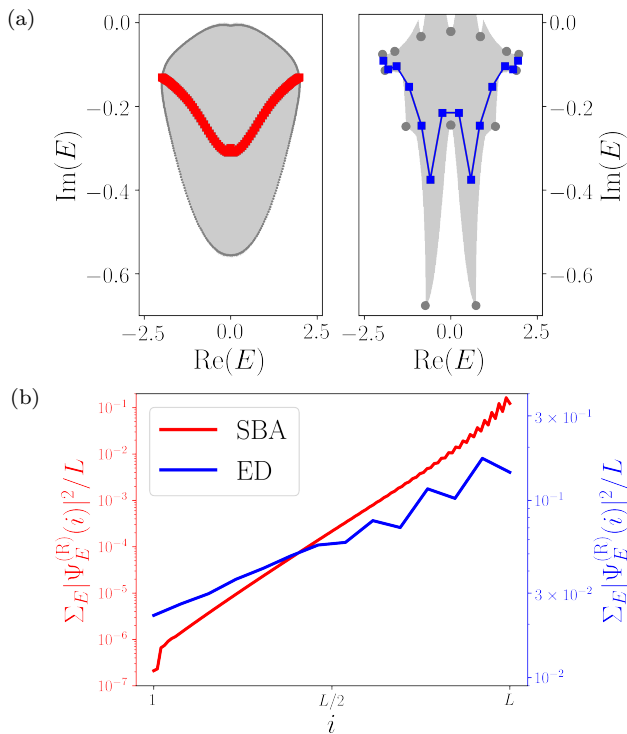 (a)
0.0
−0.2
−0.4
−0.6
Im(E)
−2.5 0.0 2.5
Re(E)
0.0
−0.2
−0.4
−0.6
Im(E)
−2.5 0.0 2.5
Re(E)
(b)
SBA
ED
10⁻¹
10⁻²
10⁻³
10⁻⁴
10⁻⁵
10⁻⁶
10⁻⁷
Σ_E|Ψ_E^(R)(i)|²/L
3 × 10⁻¹
10⁻¹
3 × 10⁻²
10⁻²
Σ_E|Ψ_E^(R)(i)|²/L
1 L/2 L
i